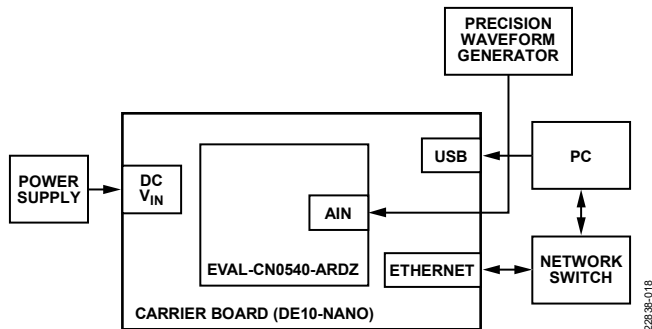 PRECISION
WAVEFORM
GENERATOR
USB
PC
POWER
SUPPLY
DC
VIN
AIN
EVAL-CN0540-ARDZ
ETHERNET
NETWORK
SWITCH
CARRIER BOARD (DE10-NANO)
22838-018